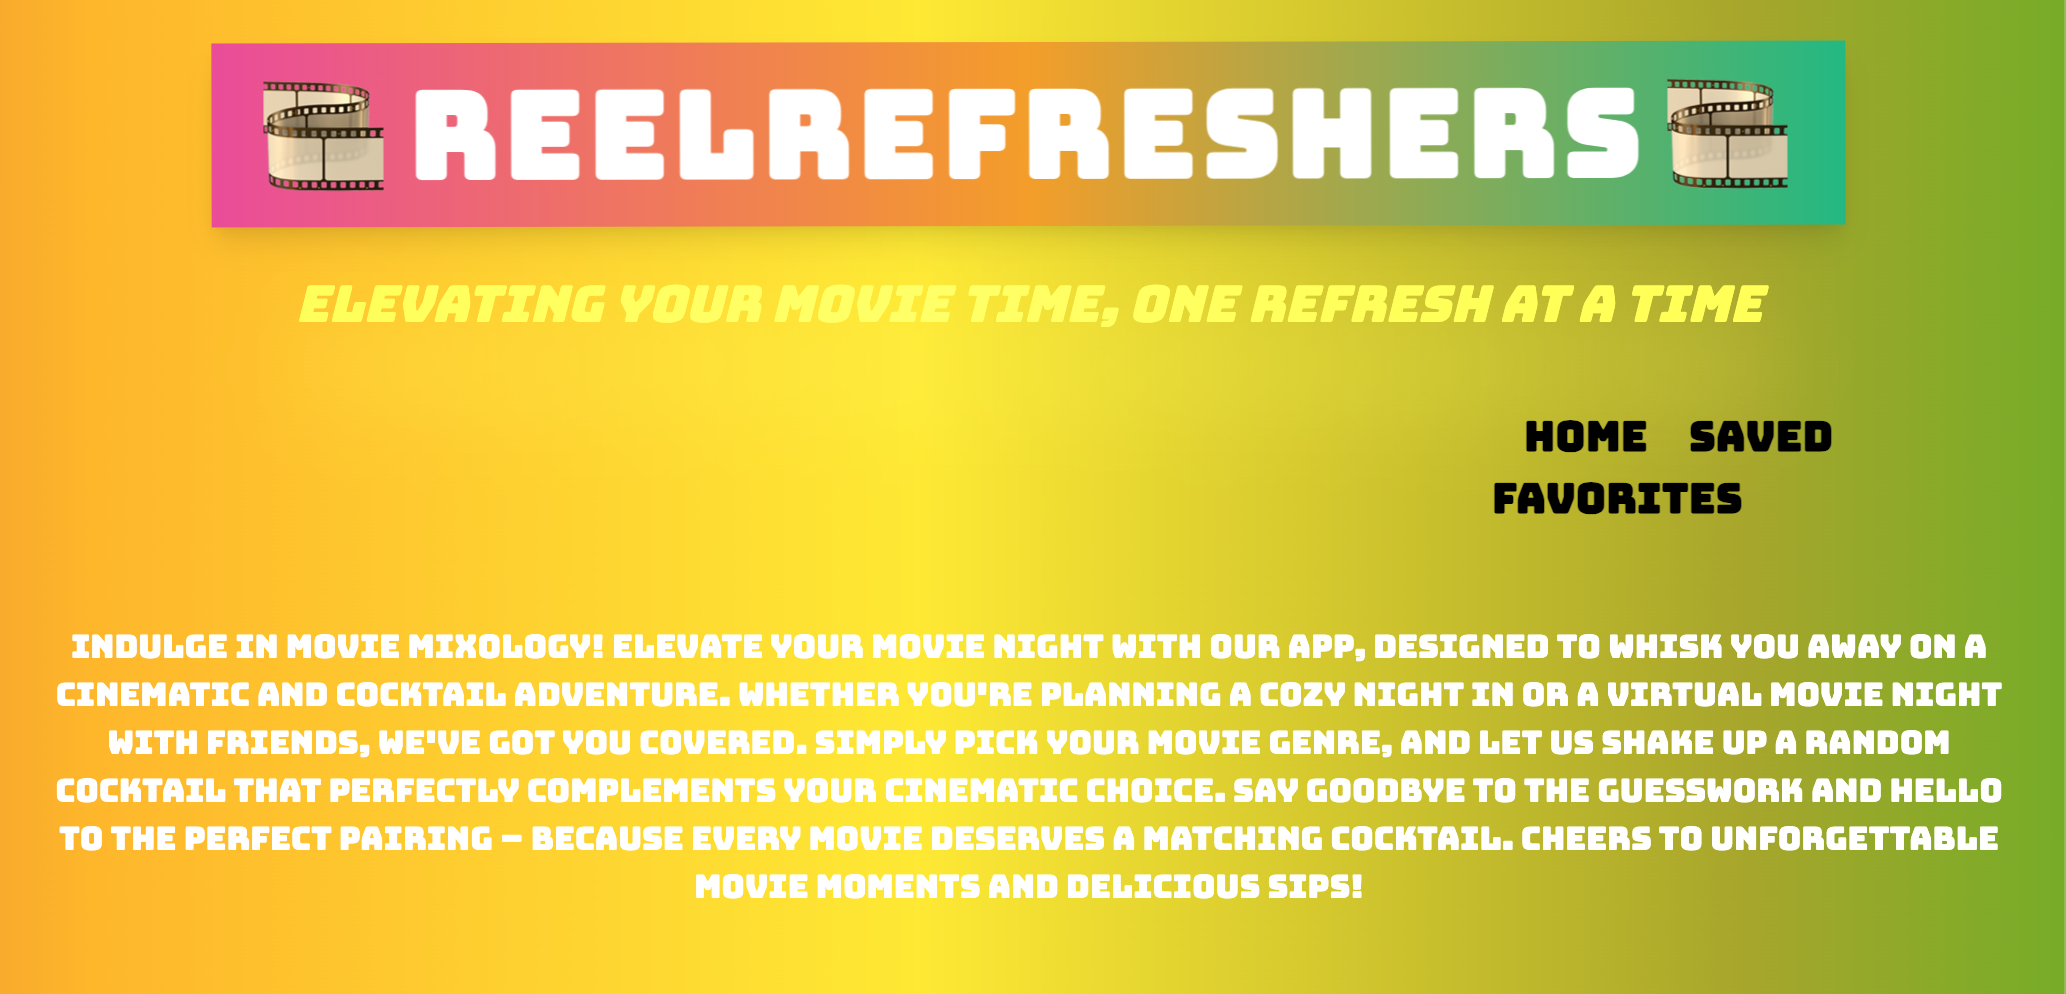 REELREFRESHERS
ELEVATING YOUR MOVIE TIME, ONE REFRESH AT A TIME
HOME SAVED
FAVORITES
INDULGE IN MOVIE MIXOLOGY! ELEVATE YOUR MOVIE NIGHT WITH OUR APP, DESIGNED TO WHISK YOU AWAY ON A
CINEMATIC AND COCKTAIL ADVENTURE. WHETHER YOU'RE PLANNING A COZY NIGHT IN OR A VIRTUAL MOVIE NIGHT
WITH FRIENDS, WE'VE GOT YOU COVERED. SIMPLY PICK YOUR MOVIE GENRE, AND LET US SHAKE UP A RANDOM
COCKTAIL THAT PERFECTLY COMPLEMENTS YOUR CINEMATIC CHOICE. SAY GOODBYE TO THE GUESSWORK AND HELLO
TO THE PERFECT PAIRING – BECAUSE EVERY MOVIE DESERVES A MATCHING COCKTAIL. CHEERS TO UNFORGETTABLE
MOVIE MOMENTS AND DELICIOUS SIPS!